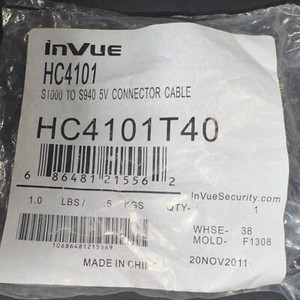 inVue
HC4101
S1000 TO S940 5V CONNECTOR CABLE
HC4101T40
6 86481 21556 2
1.0 LBS/ .5 KGS QTY- 1
InVueSecurity.com
WHSE- 38
MOLD- F1308
10686481215569
MADE IN CHINA 20NOV2011